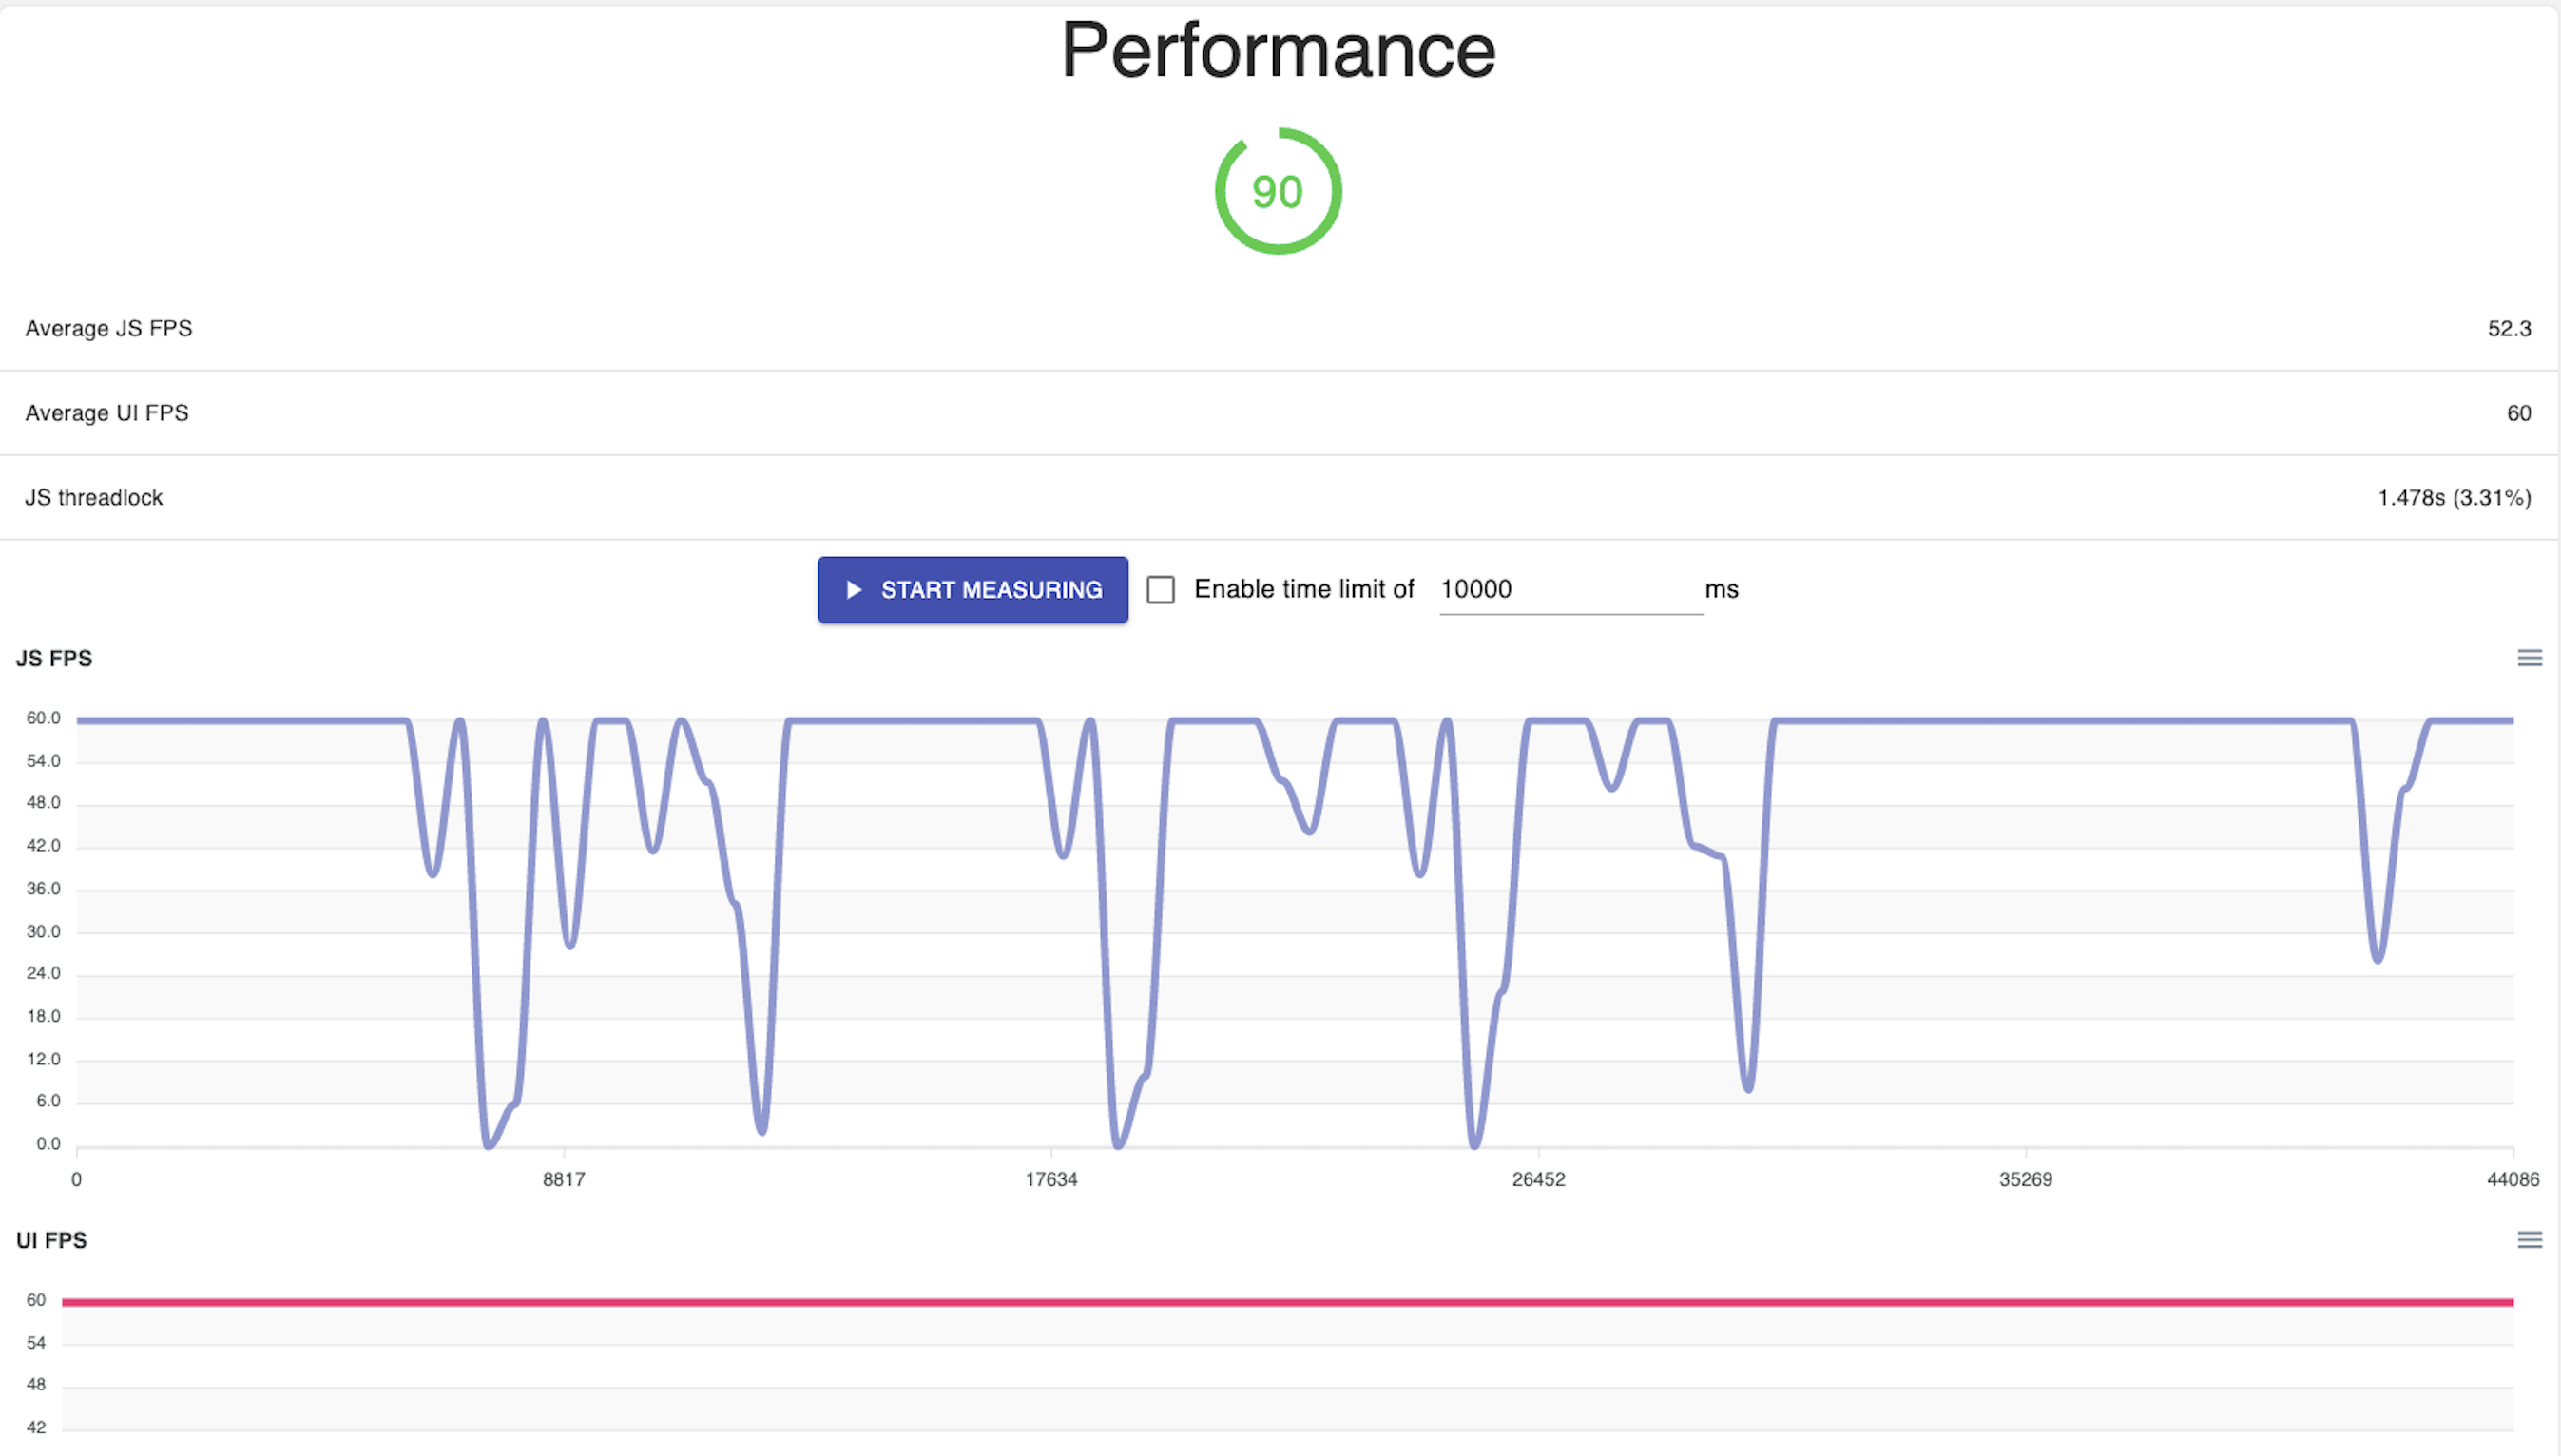 Performance
90
Average JS FPS 52.3
Average UI FPS 60
JS threadlock 1.478s (3.31%)
START MEASURING Enable time limit of 10000 ms
JS FPS
60.0
54.0
48.0
42.0
36.0
30.0
24.0
18.0
12.0
6.0
0.0
0 8817 17634 26452 35269 44086
UI FPS
60
54
48
42